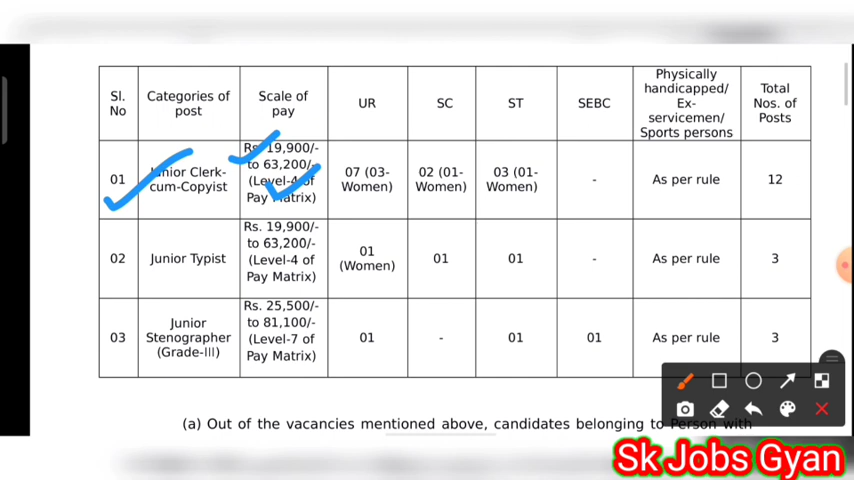 Sl. No
Categories of post
Scale of pay
UR
SC
ST
SEBC
Physically handicapped/ Ex-servicemen/ Sports persons
Total Nos. of Posts
01
Junior Clerk-cum-Copyist
Rs. 19,900/- to 63,200/- (Level-4 of Pay Matrix)
07 (03-Women)
02 (01-Women)
03 (01-Women)
-
As per rule
12
02
Junior Typist
Rs. 19,900/- to 63,200/- (Level-4 of Pay Matrix)
01 (Women)
01
01
-
As per rule
3
03
Junior Stenographer (Grade-III)
Rs. 25,500/- to 81,100/- (Level-7 of Pay Matrix)
01
-
01
01
As per rule
3
(a) Out of the vacancies mentioned above, candidates belonging to Person with
Sk Jobs Gyan